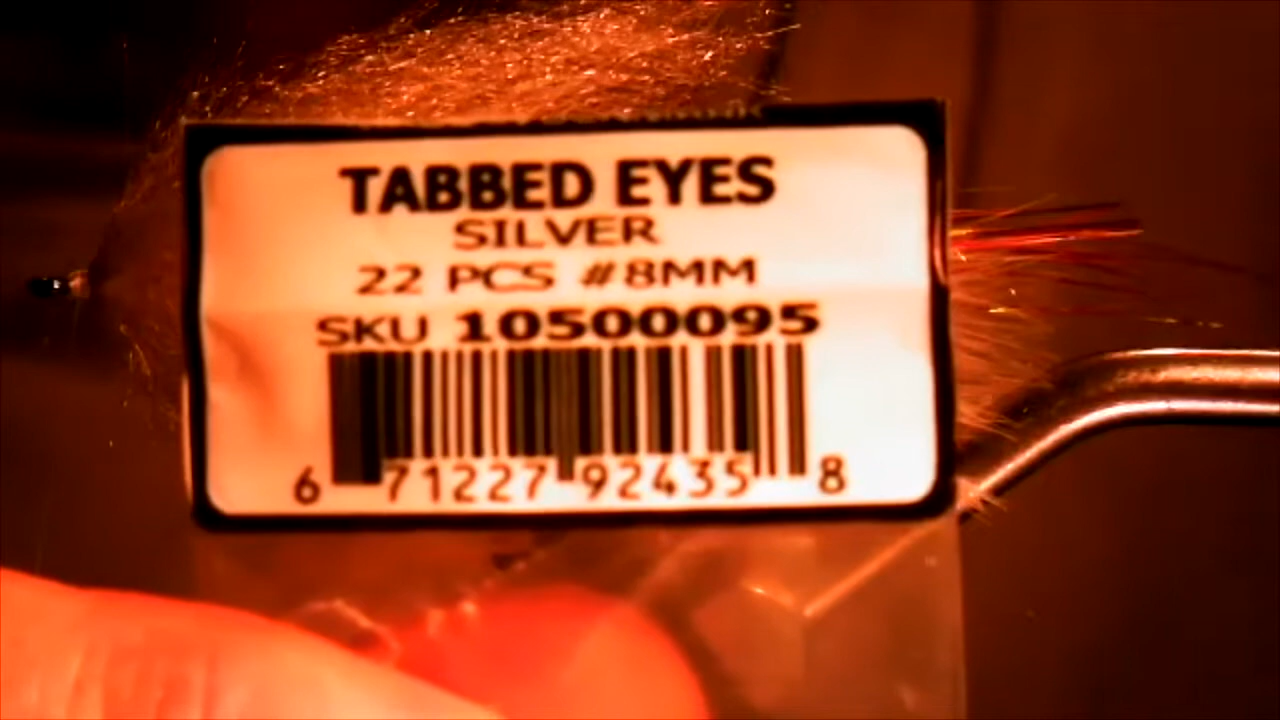 TABBED EYES
SILVER
22 PCS #8MM
SKU 10500095
6 71227 92435 8